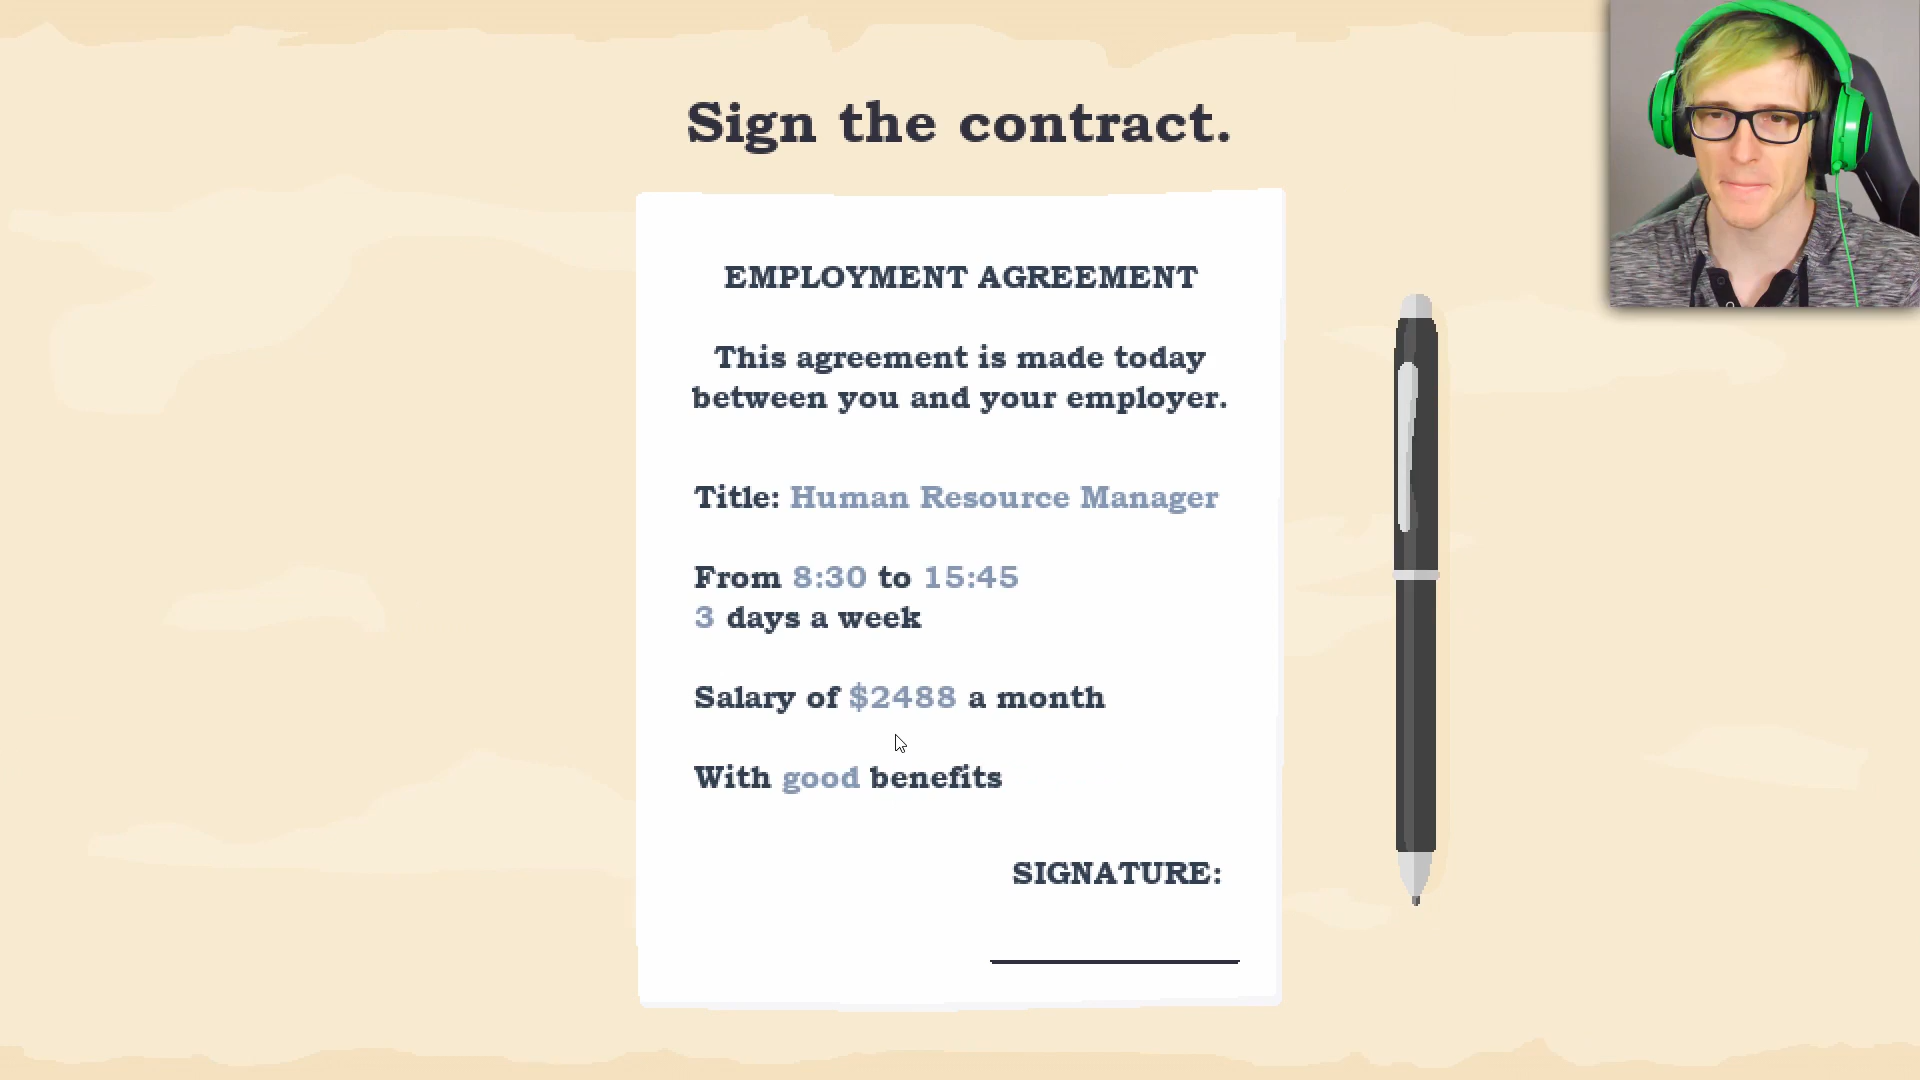 Sign the contract.
EMPLOYMENT AGREEMENT
This agreement is made today
between you and your employer.
Title: Human Resource Manager
From 8:30 to 15:45
3 days a week
Salary of $2488 a month
With good benefits
SIGNATURE: